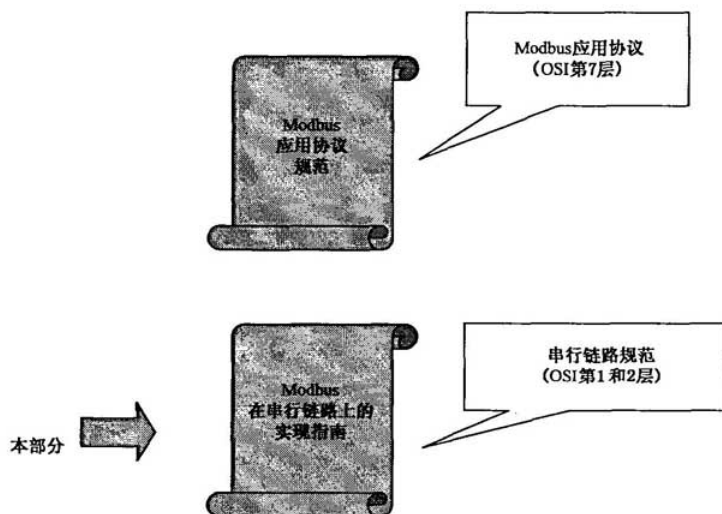 Modbus应用协议
(OSI第7层)
Modbus
应用协议
规范
串行链路规范
(OSI第1和2层)
Modbus
在串行链路上的
实现指南
本部分